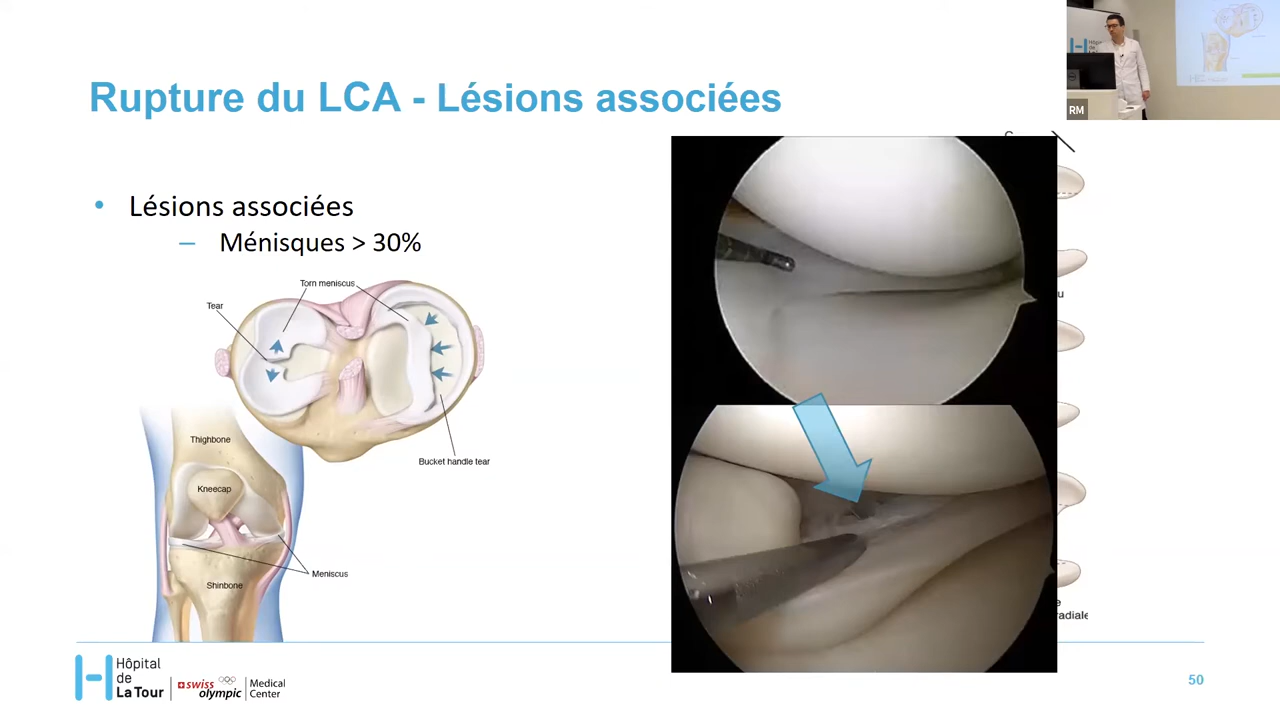 Rupture du LCA - Lésions associées
RM
• Lésions associées
– Ménisques > 30%
Torn meniscus
Tear
Bucket handle tear
Thighbone
Kneecap
Meniscus
Shinbone
radiale
Hôpital
de
La Tour
swiss
olympic
Medical
Center
50